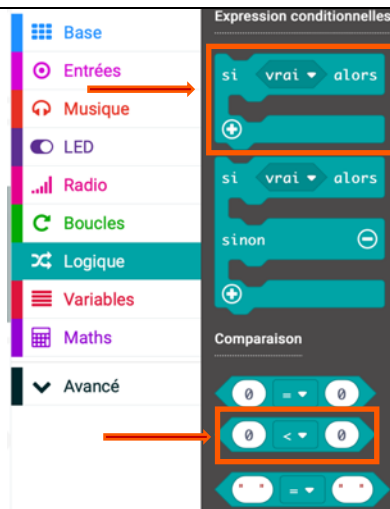 Base
Entrées
Musique
LED
Radio
Boucles
Logique
Variables
Maths
Avancé
Expression conditionnelles
si vrai alors
si vrai alors
sinon
Comparaison
0 = 0
0 < 0
" " = " "